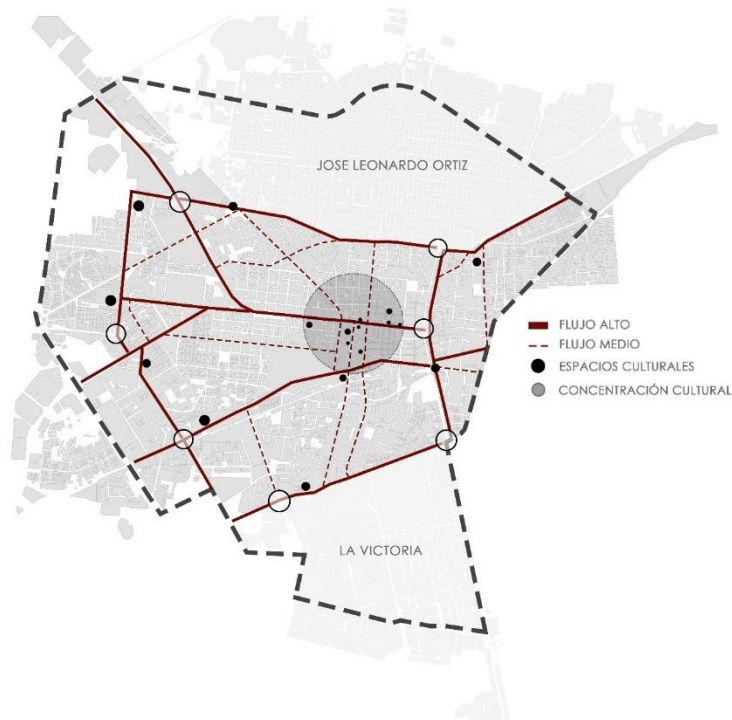 JOSE LEONARDO ORTIZ
FLUJO ALTO
FLUJO MEDIO
ESPACIOS CULTURALES
CONCENTRACIÓN CULTURAL
LA VICTORIA